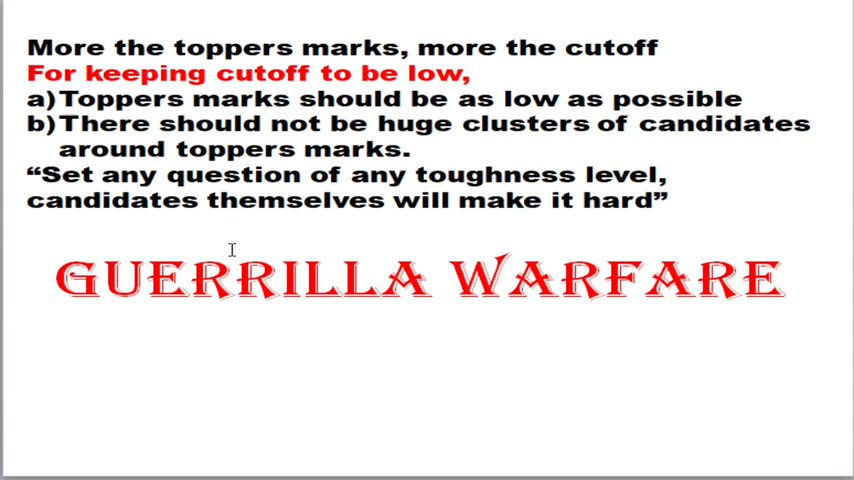 More the toppers marks, more the cutoff
For keeping cutoff to be low,
a)Toppers marks should be as low as possible
b)There should not be huge clusters of candidates
around toppers marks.
“Set any question of any toughness level,
candidates themselves will make it hard”
GUERRILLA WARFARE